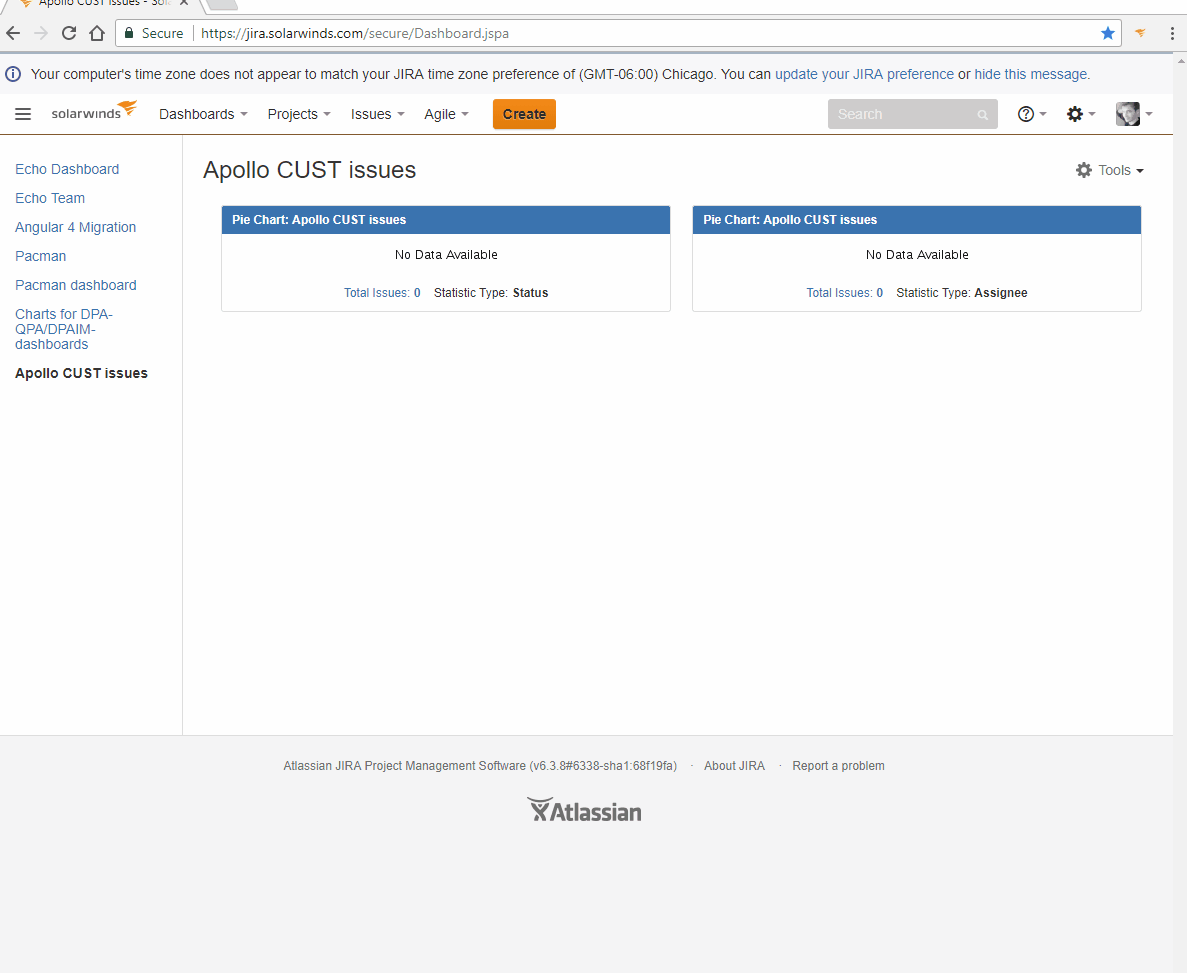 Apollo CUST issues - Sola
Secure
https://jira.solarwinds.com/secure/Dashboard.jspa
Your computer's time zone does not appear to match your JIRA time zone preference of (GMT-06:00) Chicago. You can update your JIRA preference or hide this message.
solarwinds Dashboards Projects Issues Agile Create Search
Echo Dashboard
Echo Team
Angular 4 Migration
Pacman
Pacman dashboard
Charts for DPA-
QPA/DPAIM-
dashboards
Apollo CUST issues
Apollo CUST issues
Tools
Pie Chart: Apollo CUST issues
No Data Available
Total Issues: 0 Statistic Type: Status
Pie Chart: Apollo CUST issues
No Data Available
Total Issues: 0 Statistic Type: Assignee
Atlassian JIRA Project Management Software (v6.3.8#6338-sha1:68f19fa) · About JIRA · Report a problem
Atlassian